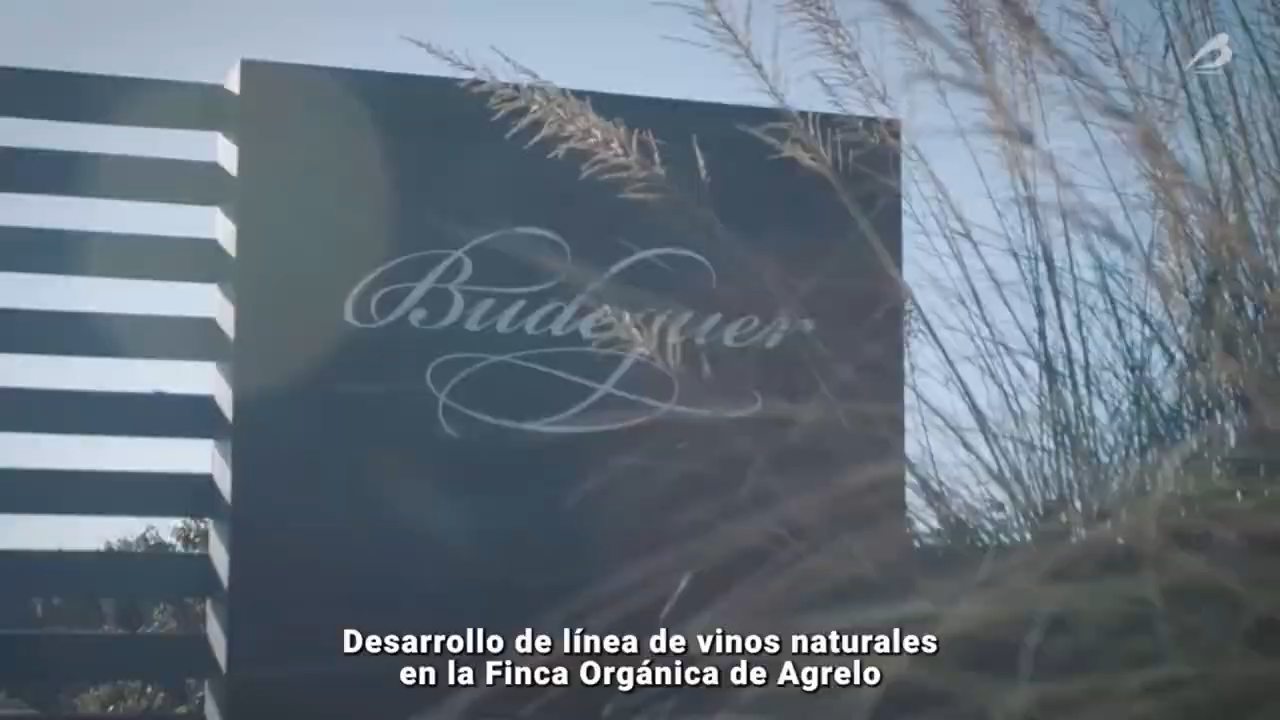 Budeguer
Desarrollo de línea de vinos naturales
en la Finca Orgánica de Agrelo